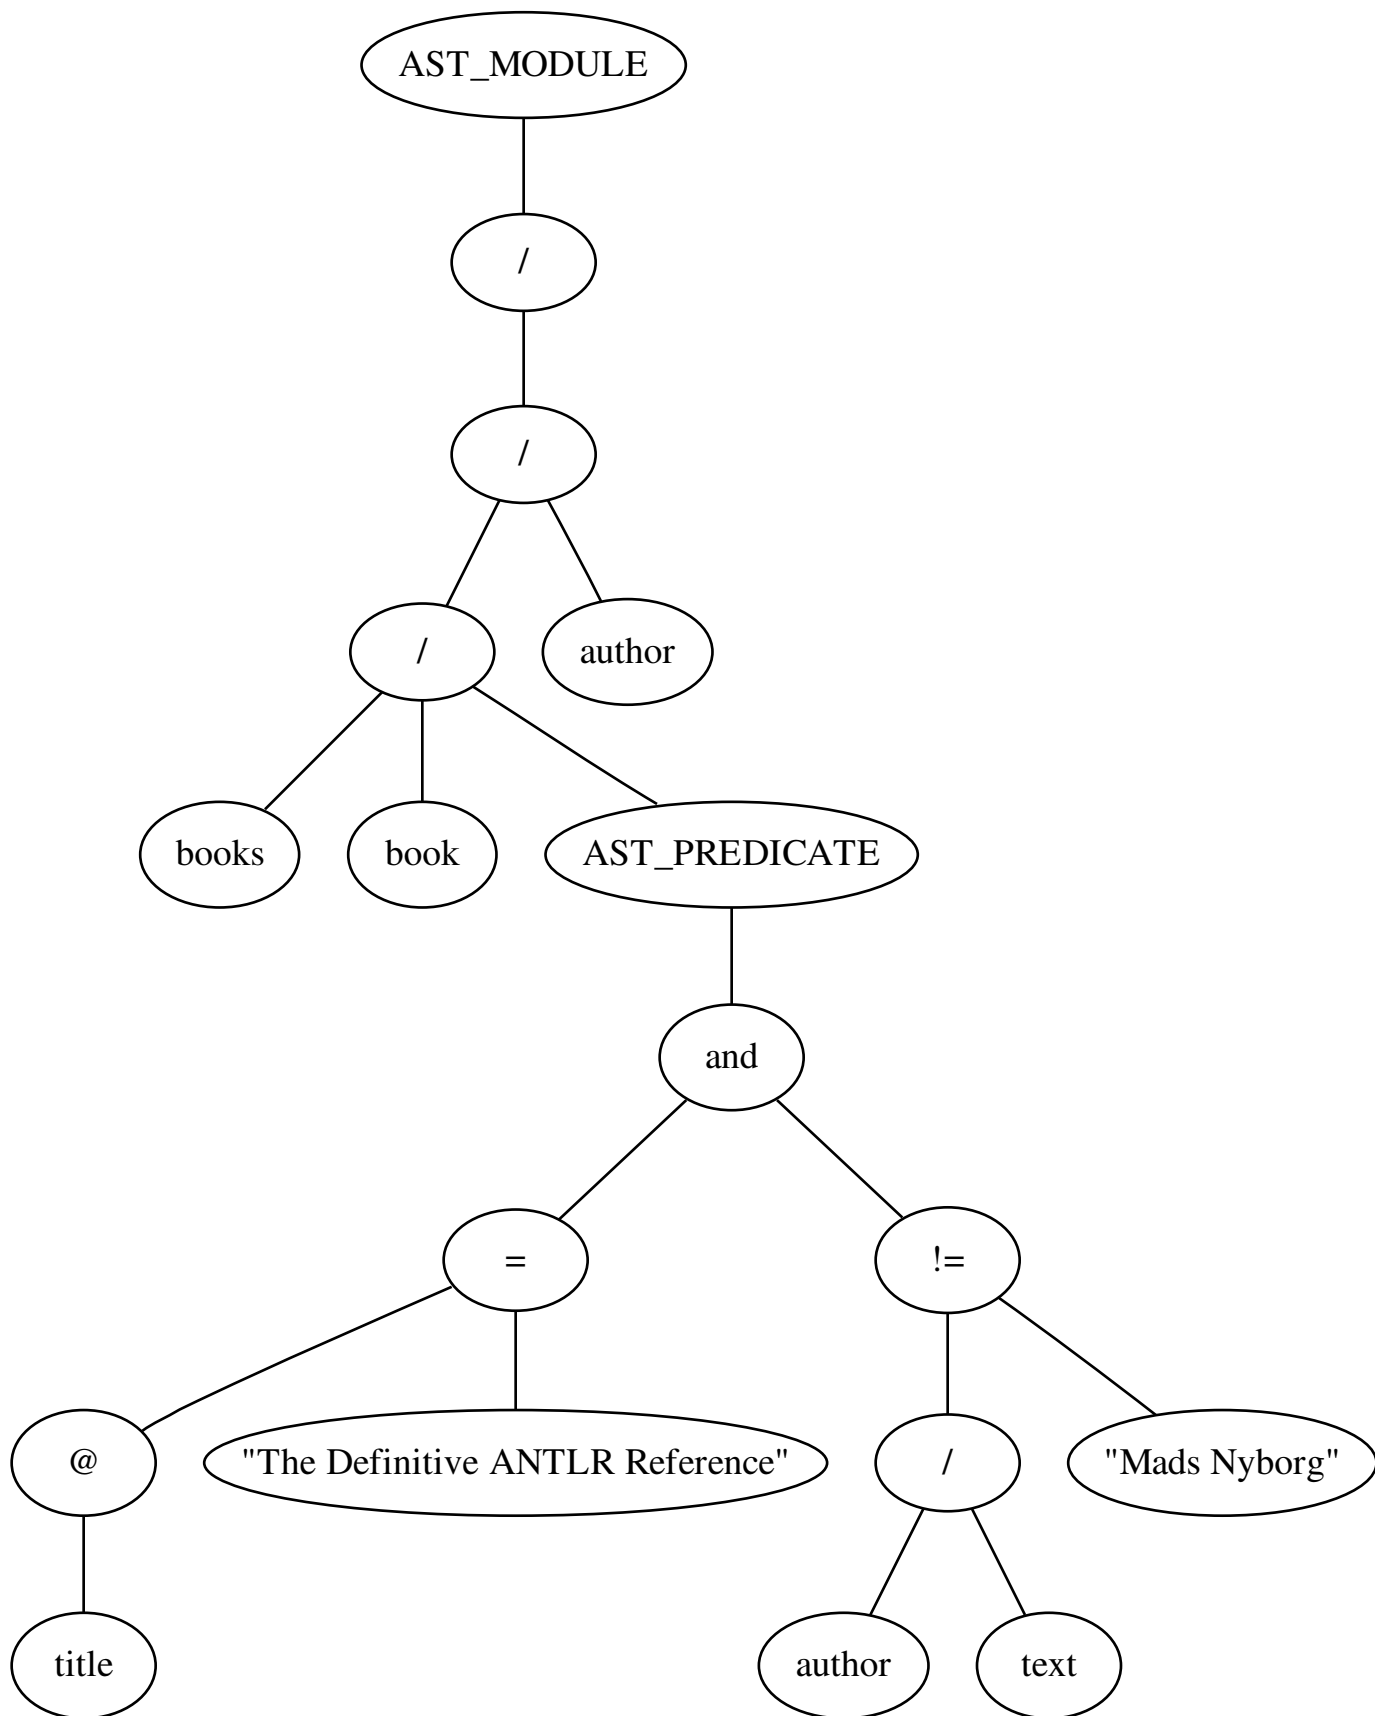 AST_MODULE
/
/
/
author
books
book
AST_PREDICATE
and
=
!=
@
"The Definitive ANTLR Reference"
/
"Mads Nyborg"
title
author
text